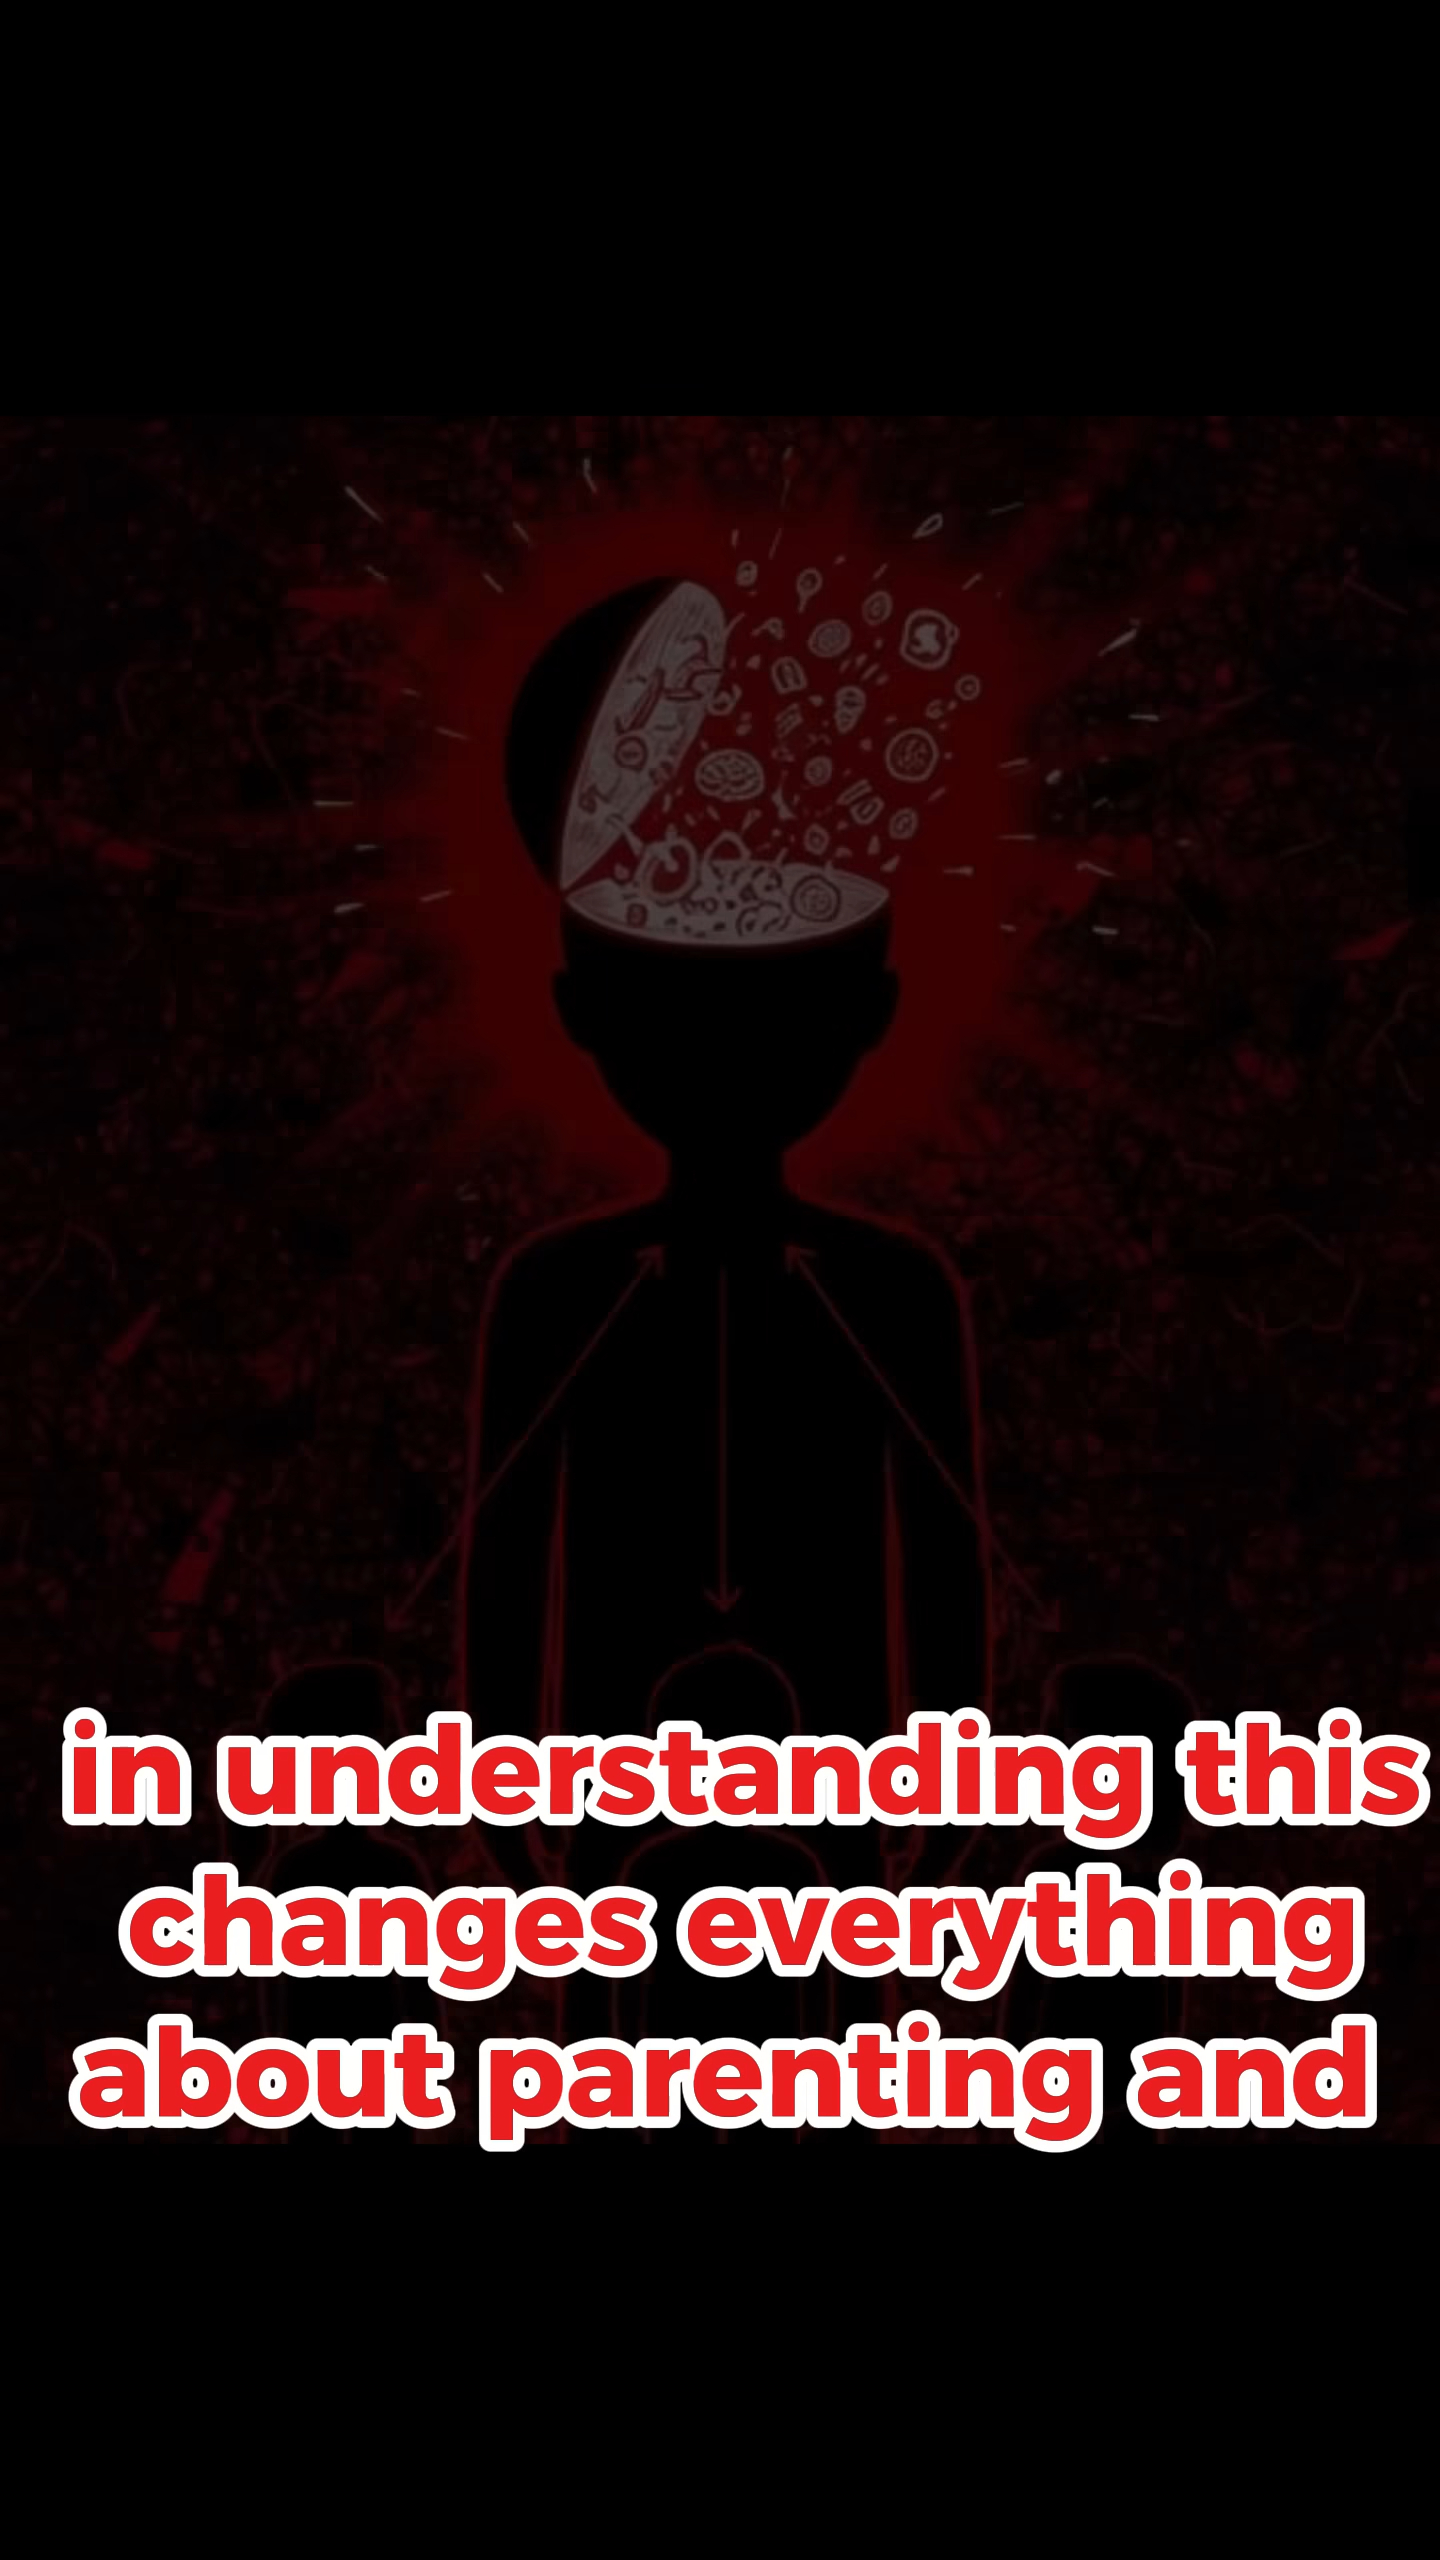 in understanding this
changes everything
about parenting and